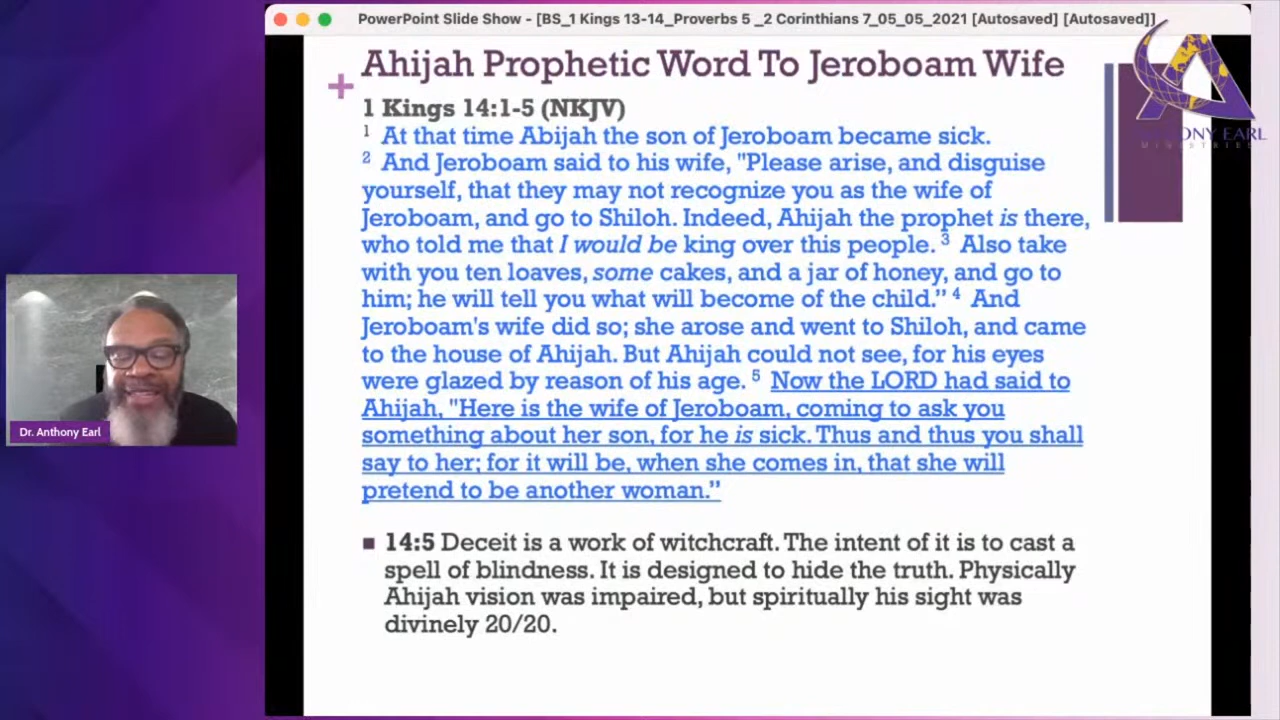 PowerPoint Slide Show - [BS_1 Kings 13-14_Proverbs 5 _2 Corinthians 7_05_05_2021 [Autosaved] [Autosaved]]
Ahijah Prophetic Word To Jeroboam Wife
+
1 Kings 14:1-5 (NKJV)
1 At that time Abijah the son of Jeroboam became sick.
2 And Jeroboam said to his wife, "Please arise, and disguise
yourself, that they may not recognize you as the wife of
Jeroboam, and go to Shiloh. Indeed, Ahijah the prophet is there,
who told me that I would be king over this people. 3 Also take
with you ten loaves, some cakes, and a jar of honey, and go to
him; he will tell you what will become of the child.” 4 And
Jeroboam's wife did so; she arose and went to Shiloh, and came
to the house of Ahijah. But Ahijah could not see, for his eyes
were glazed by reason of his age. 5 Now the LORD had said to
Ahijah, "Here is the wife of Jeroboam, coming to ask you
something about her son, for he is sick. Thus and thus you shall
say to her; for it will be, when she comes in, that she will
pretend to be another woman.”
■ 14:5 Deceit is a work of witchcraft. The intent of it is to cast a
spell of blindness. It is designed to hide the truth. Physically
Ahijah vision was impaired, but spiritually his sight was
divinely 20/20.
Dr. Anthony Earl
EARL
MINISTRIES